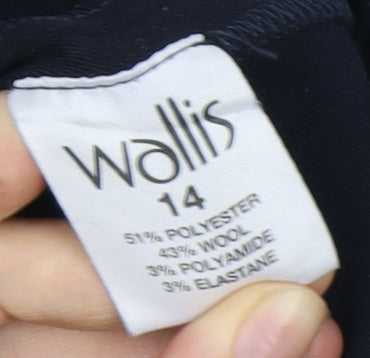 Wallis
14
51% POLYESTER
43% WOOL
3% POLYAMIDE
3% ELASTANE